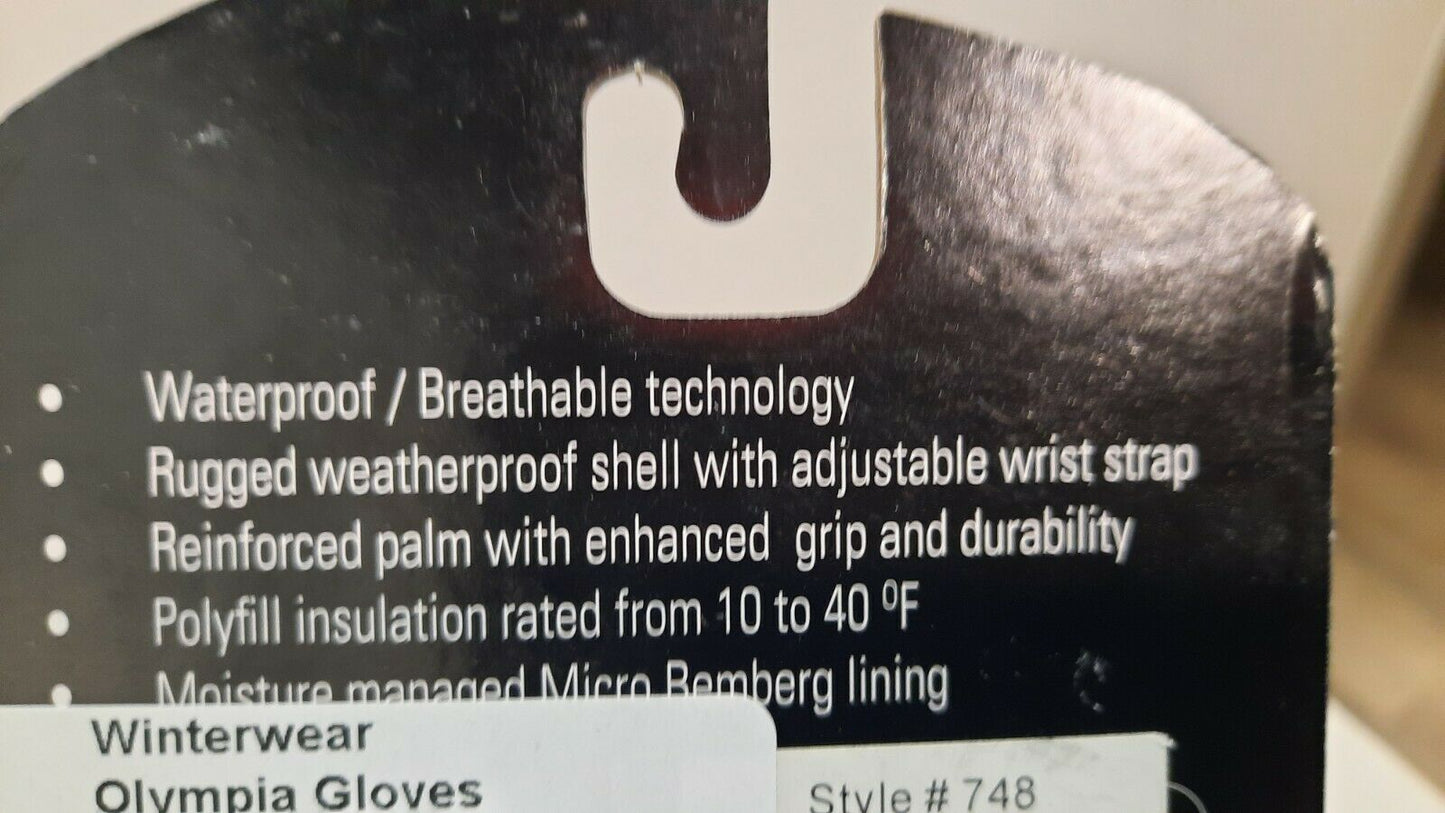 • Waterproof / Breathable technology
• Rugged weatherproof shell with adjustable wrist strap
• Reinforced palm with enhanced grip and durability
• Polyfill insulation rated from 10 to 40 ⁰F
• Moisture managed Micro Bemberg lining
Winterwear
Olympia Gloves
Style # 748